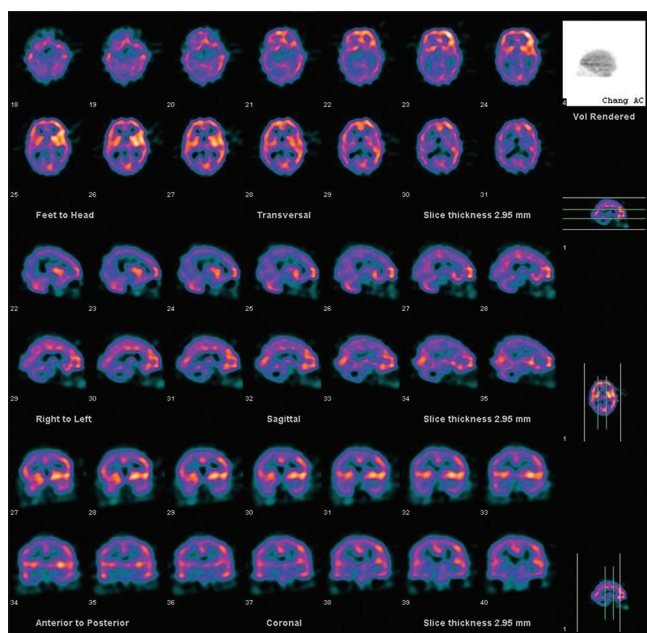 18 19 20 21 22 23 24
4 Chang AC
Vol Rendered
25 26 27 28 29 30 31
Feet to Head Transversal Slice thickness 2.95 mm
1
22 23 24 25 26 27 28
29 30 31 32 33 34 35
Right to Left Sagittal Slice thickness 2.95 mm
1
27 28 29 30 31 32 33
34 35 36 37 38 39 40
Anterior to Posterior Coronal Slice thickness 2.95 mm
1